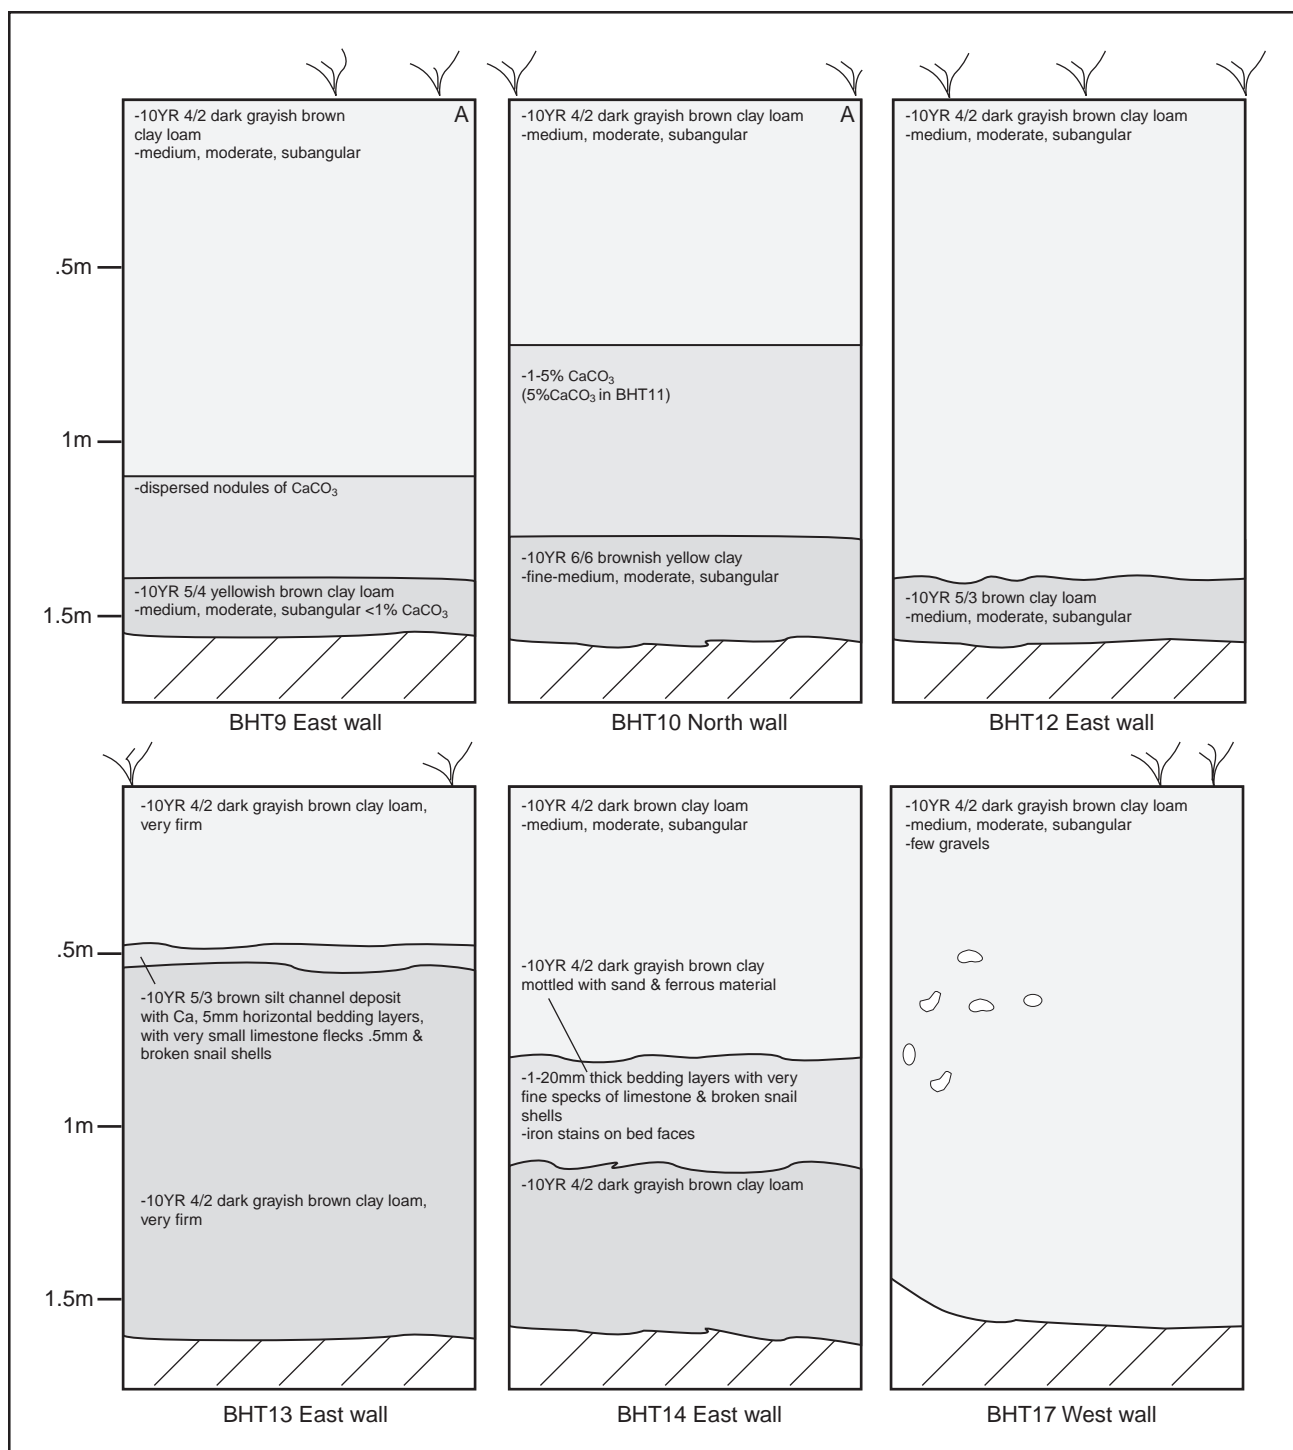 -10YR 4/2 dark grayish brown
clay loam
-medium, moderate, subangular
A
-dispersed nodules of CaCO₃
-10YR 5/4 yellowish brown clay loam
-medium, moderate, subangular <1% CaCO₃
.5m
1m
1.5m
BHT9 East wall
-10YR 4/2 dark grayish brown clay loam
-medium, moderate, subangular
A
-1-5% CaCO₃
(5%CaCO₃ in BHT11)
-10YR 6/6 brownish yellow clay
-fine-medium, moderate, subangular
BHT10 North wall
-10YR 4/2 dark grayish brown clay loam
-medium, moderate, subangular
-10YR 5/3 brown clay loam
-medium, moderate, subangular
BHT12 East wall
-10YR 4/2 dark grayish brown clay loam,
very firm
-10YR 5/3 brown silt channel deposit
with Ca, 5mm horizontal bedding layers,
with very small limestone flecks .5mm &
broken snail shells
-10YR 4/2 dark grayish brown clay loam,
very firm
.5m
1m
1.5m
BHT13 East wall
-10YR 4/2 dark brown clay loam
-medium, moderate, subangular
-10YR 4/2 dark grayish brown clay
mottled with sand & ferrous material
-1-20mm thick bedding layers with very
fine specks of limestone & broken snail
shells
-iron stains on bed faces
-10YR 4/2 dark grayish brown clay loam
BHT14 East wall
-10YR 4/2 dark grayish brown clay loam
-medium, moderate, subangular
-few gravels
BHT17 West wall